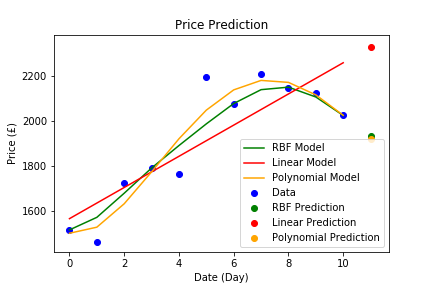 Price Prediction
Price (£)
2200
2000
1800
1600
0
2
4
6
8
10
Date (Day)
RBF Model
Linear Model
Polynomial Model
Data
RBF Prediction
Linear Prediction
Polynomial Prediction